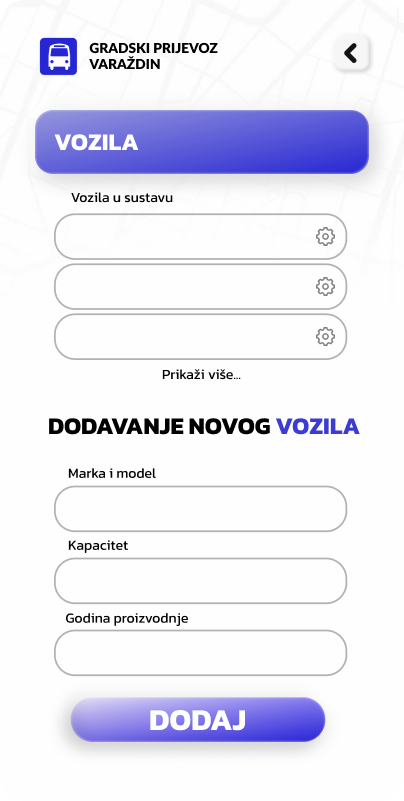 GRADSKI PRIJEVOZ
VARAŽDIN
VOZILA
Vozila u sustavu
Prikaži više...
DODAVANJE NOVOG VOZILA
Marka i model
Kapacitet
Godina proizvodnje
DODAJ